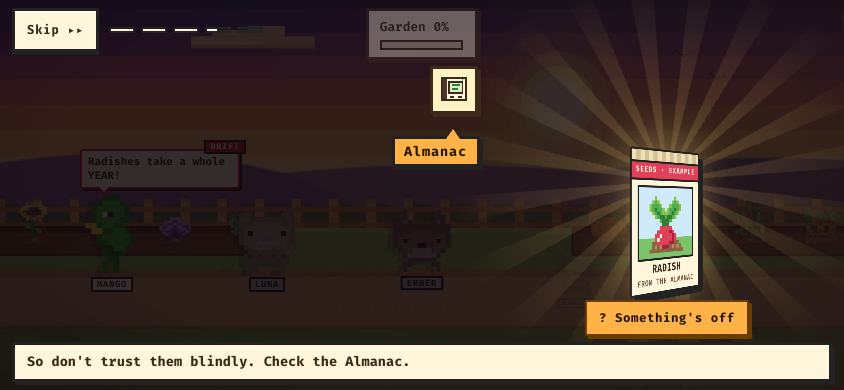 Skip ▸▸
Garden 0%
Almanac
DRIFT
Radishes take a whole
YEAR!
SEEDS • EXAMPLE
RADISH
FROM THE ALMANAC
MANGO
LUNA
EMBER
? Something's off
So don't trust them blindly. Check the Almanac.